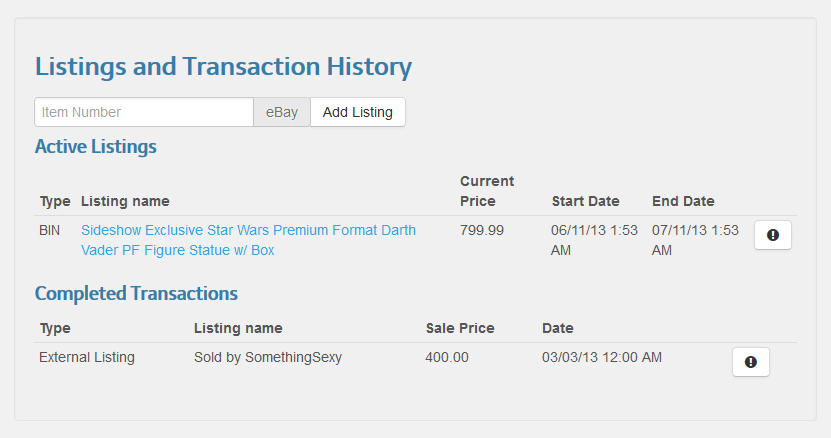 Listings and Transaction History
Item Number eBay Add Listing
Active Listings
Type Listing name Current Price Start Date End Date
BIN Sideshow Exclusive Star Wars Premium Format Darth 799.99 06/11/13 1:53 07/11/13 1:53
Vader PF Figure Statue w/ Box AM AM
Completed Transactions
Type Listing name Sale Price Date
External Listing Sold by SomethingSexy 400.00 03/03/13 12:00 AM